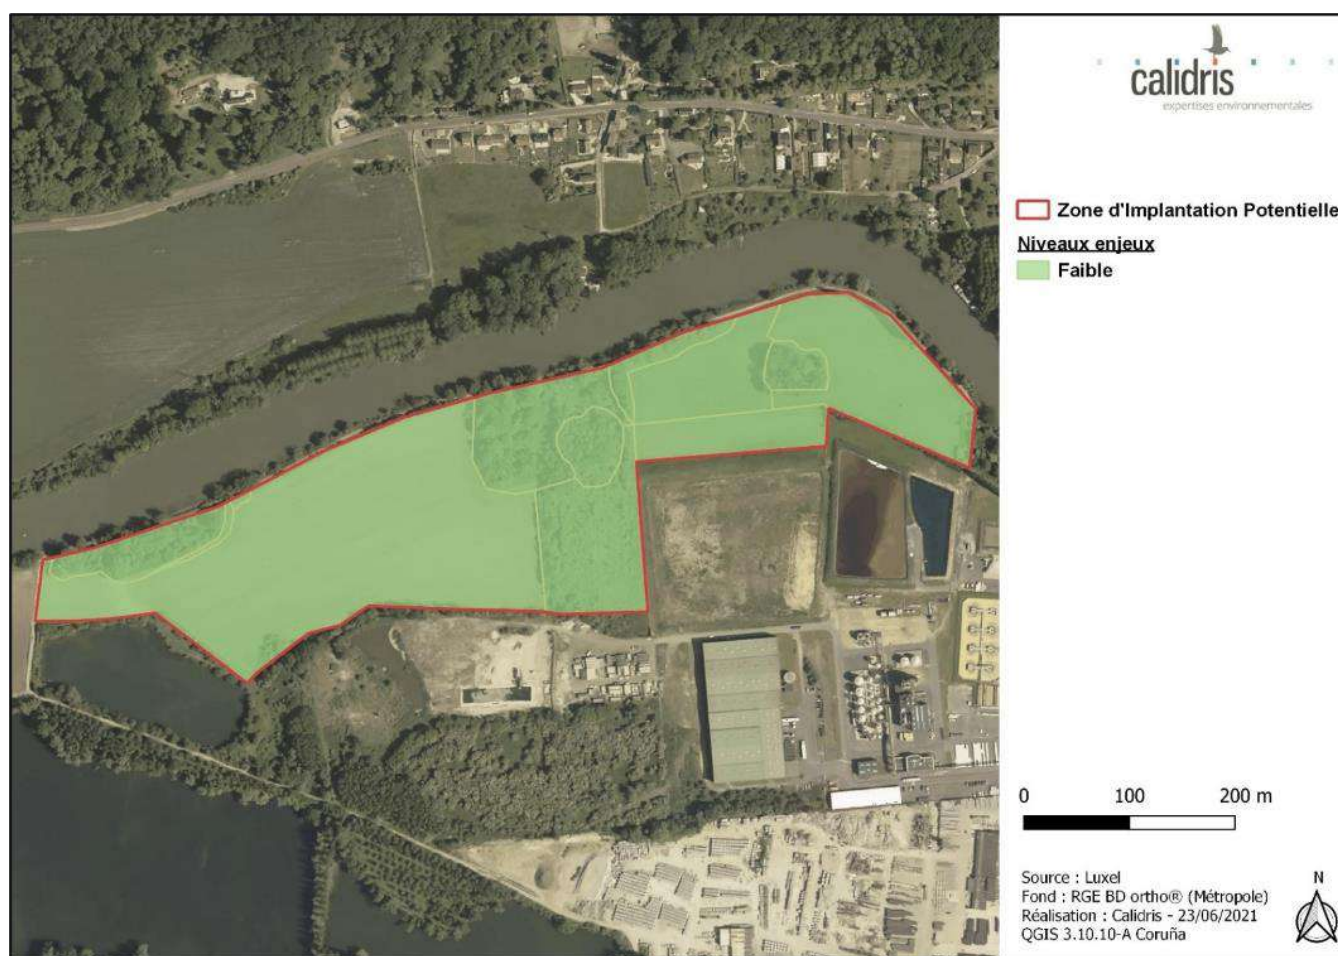 calidris
expertises environnementales
Zone d'Implantation Potentielle
Niveaux enjeux
Faible
0 100 200 m
Source : Luxel
Fond : RGE BD ortho® (Métropole)
Réalisation : Calidris - 23/06/2021
QGIS 3.10.10-A Coruña
N